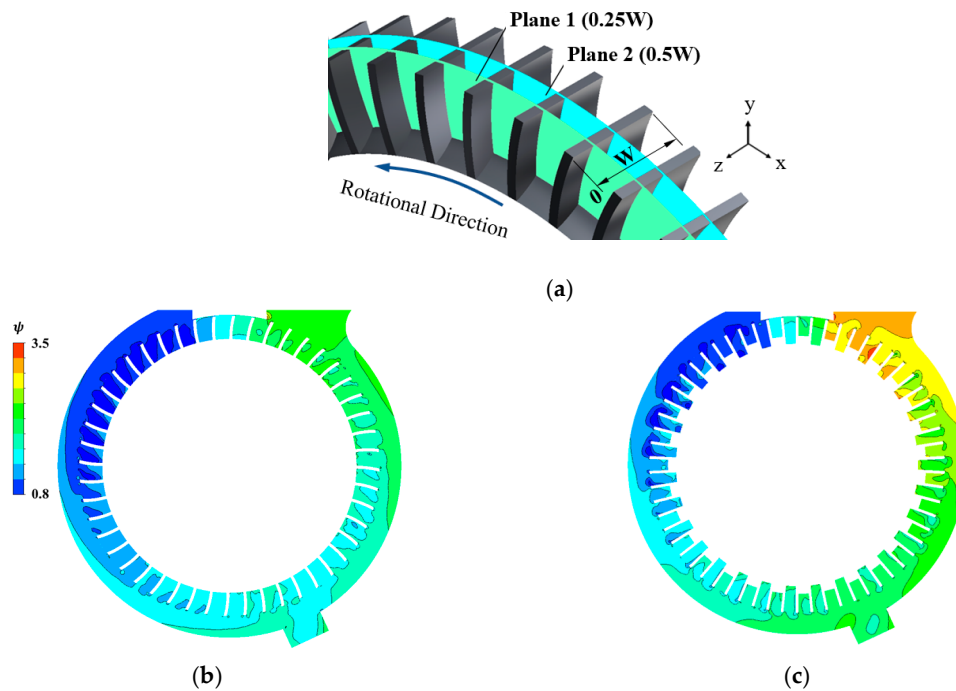 Plane 1 (0.25W)
Plane 2 (0.5W)
y
z
x
W
0
Rotational Direction
(a)
ψ
3.5
0.8
(b)
(c)